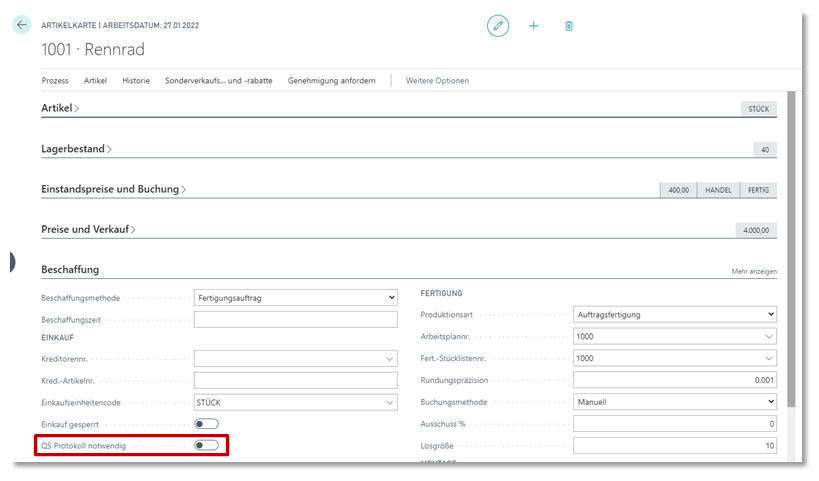 ARTIKELKARTE | ARBEITSDATUM: 27.01.2022
1001 · Rennrad
Prozess Artikel Historie Sonderverkaufs... und -rabatte Genehmigung anfordern Weitere Optionen
Artikel STÜCK
Lagerbestand 40
Einstandspreise und Buchung 400,00 HANDEL FERTIG
Preise und Verkauf 4.000,00
Beschaffung Mehr anzeigen
Beschaffungsmethode Fertigungsauftrag
Beschaffungszeit
EINKAUF
Kreditorennr.
Kred.-Artikelnr.
Einkaufseinheitencode STÜCK
Einkauf gesperrt
QS Protokoll notwendig
FERTIGUNG
Produktionsart Auftragsfertigung
Arbeitsplannr. 1000
Fert.-Stücklistennr. 1000
Rundungspräzision 0,001
Buchungsmethode Manuell
Ausschuss % 0
Losgröße 10
MONTAGE